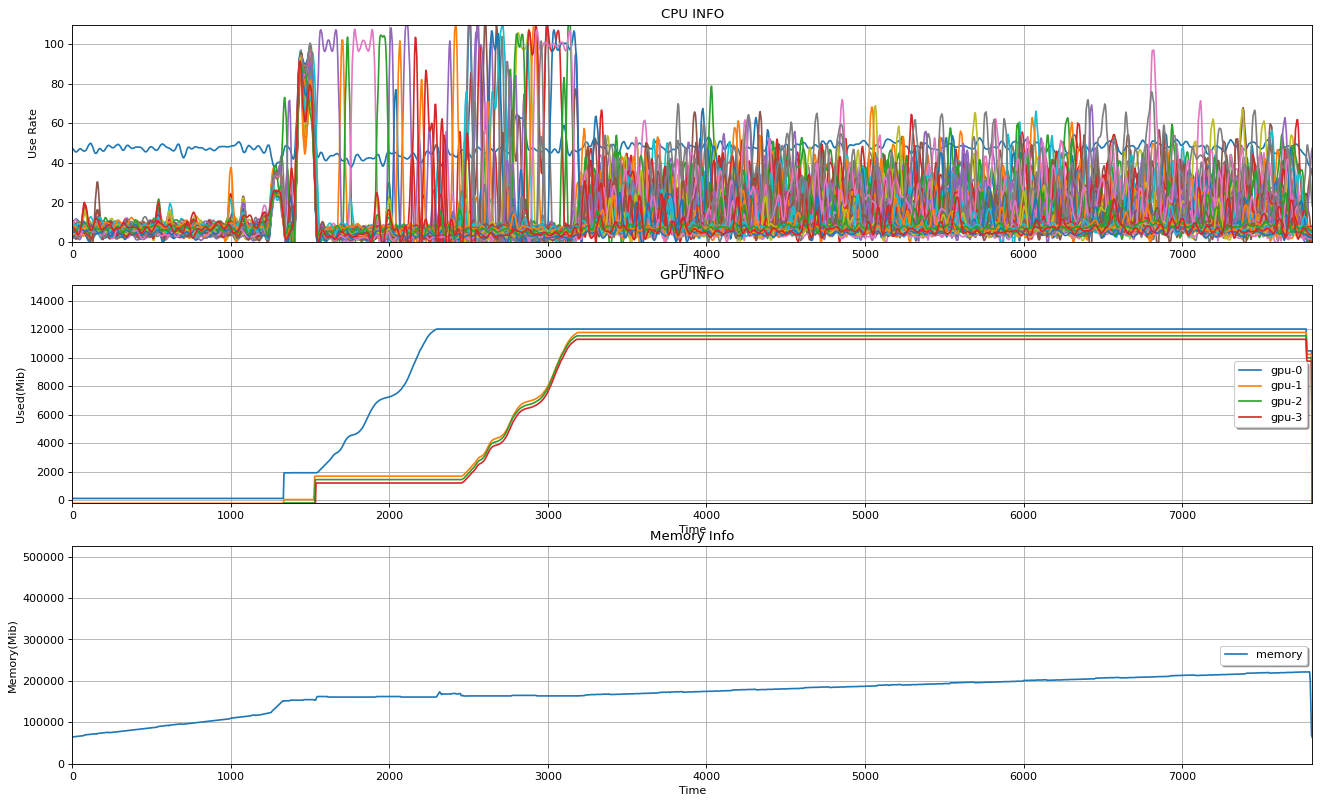 CPU INFO
100
80
60
40
20
0
Use Rate
0 1000 2000 3000 4000 5000 6000 7000
Time
GPU INFO
14000
12000
10000
8000
6000
4000
2000
0
Used(Mib)
gpu-0
gpu-1
gpu-2
gpu-3
0 1000 2000 3000 4000 5000 6000 7000
Time
Memory Info
500000
400000
300000
200000
100000
0
Memory(Mib)
memory
0 1000 2000 3000 4000 5000 6000 7000
Time